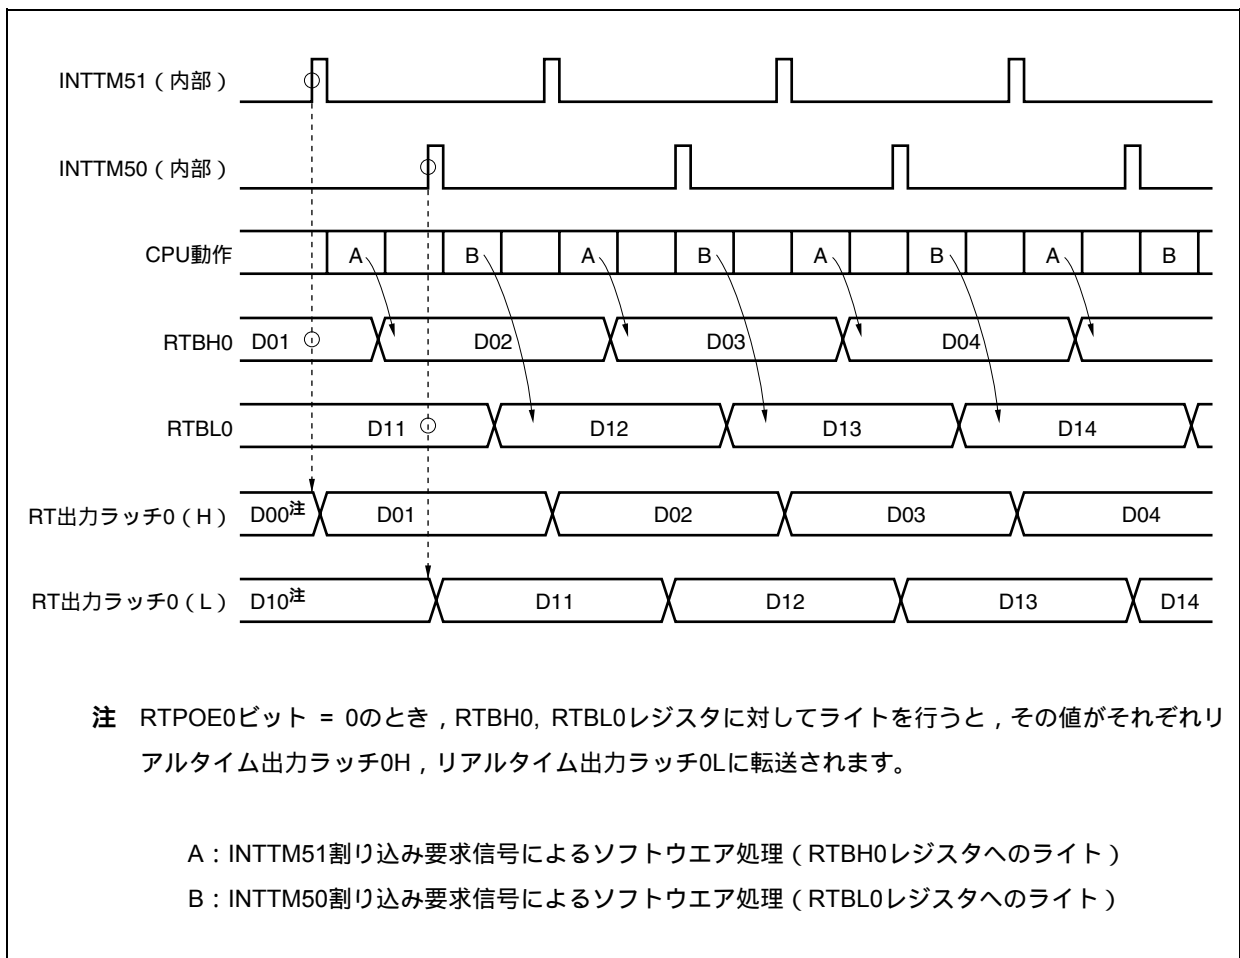 INTTM51（内部）
INTTM50（内部）
CPU動作 A B A B A B A B
RTBH0 D01 D02 D03 D04
RTBL0 D11 D12 D13 D14
RT出力ラッチ0（H） D00注 D01 D02 D03 D04
RT出力ラッチ0（L） D10注 D11 D12 D13 D14
注 RTPOE0ビット = 0のとき，RTBH0, RTBL0レジスタに対してライトを行うと，その値がそれぞれリ
アルタイム出力ラッチ0H，リアルタイム出力ラッチ0Lに転送されます。
A：INTTM51割り込み要求信号によるソフトウエア処理（RTBH0レジスタへのライト）
B：INTTM50割り込み要求信号によるソフトウエア処理（RTBL0レジスタへのライト）